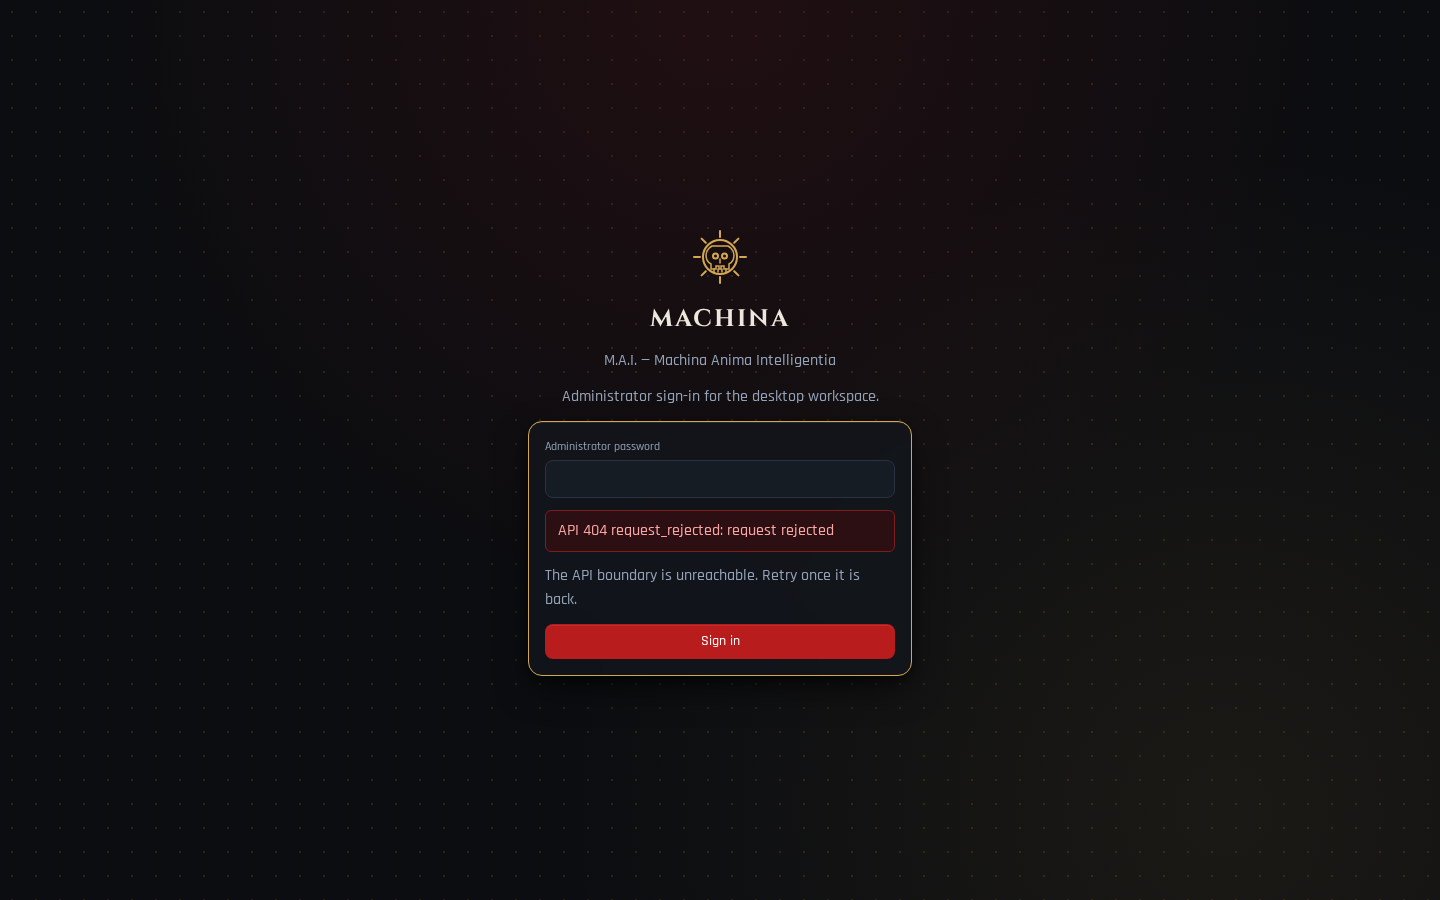 MACHINA
M.A.I. — Machina Anima Intelligentia
Administrator sign-in for the desktop workspace.
Administrator password
API 404 request_rejected: request rejected
The API boundary is unreachable. Retry once it is
back.
Sign in